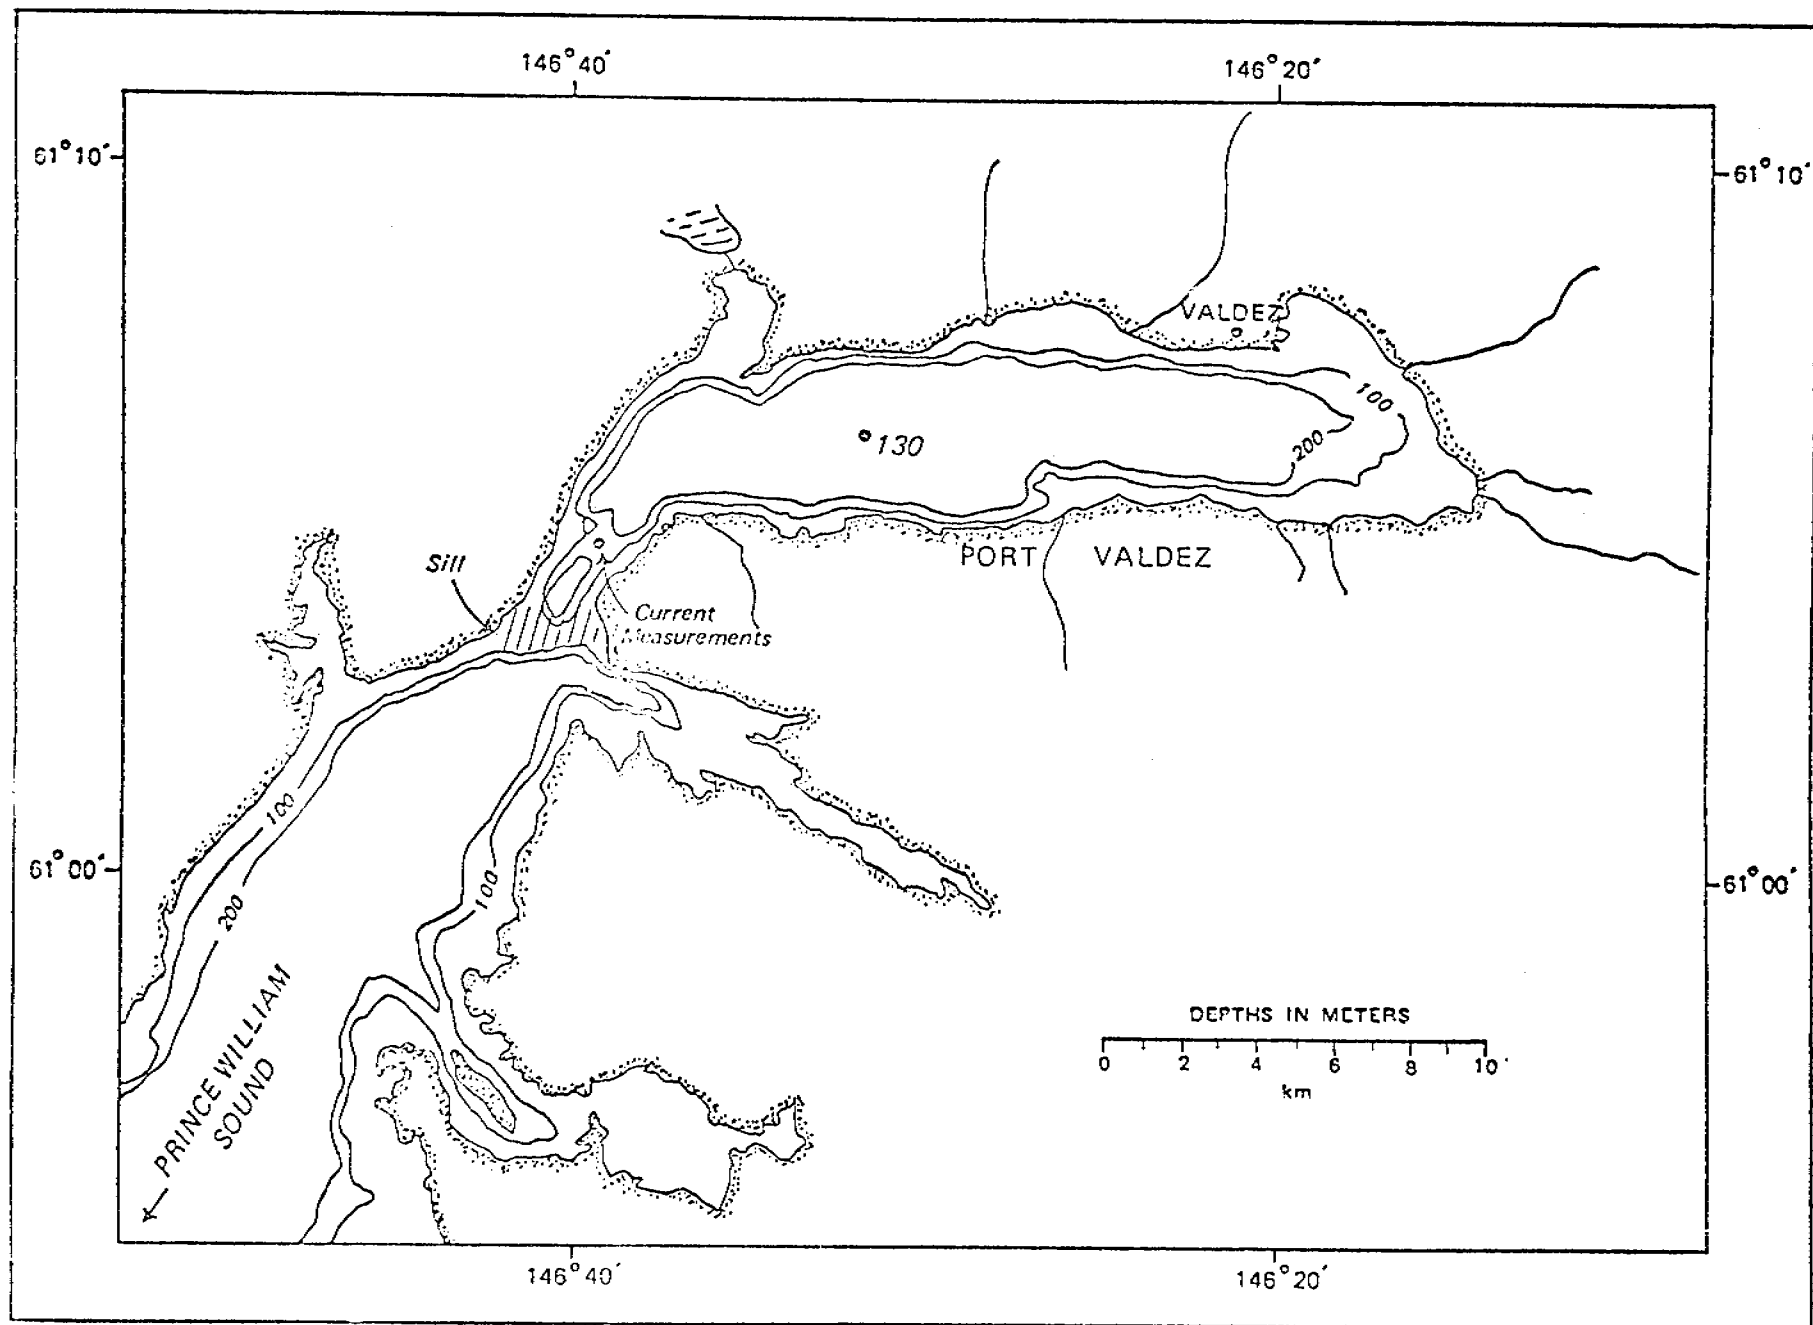 146°40′ 146°20′
61°10′ 61°10′
VALDEZ
100
200
130
PORT VALDEZ
Sill
Current
Measurements
100
61°00′ 61°00′
100
200
PRINCE WILLIAM
SOUND
DEPTHS IN METERS
0 2 4 6 8 10
km
146°40′ 146°20′